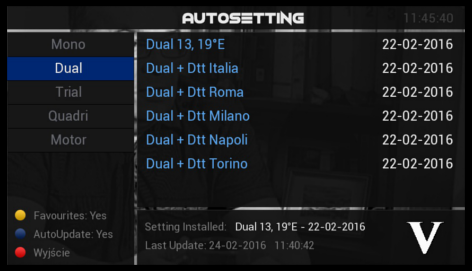 AUTOSETTING 11:45:40
Mono
Dual
Trial
Quadri
Motor
Dual 13, 19°E 22-02-2016
Dual + Dtt Italia 22-02-2016
Dual + Dtt Roma 22-02-2016
Dual + Dtt Milano 22-02-2016
Dual + Dtt Napoli 22-02-2016
Dual + Dtt Torino 22-02-2016
Favourites: Yes
AutoUpdate: Yes
Wyjście
Setting Installed: Dual 13, 19°E - 22-02-2016
Last Update: 24-02-2016 11:40:42
V